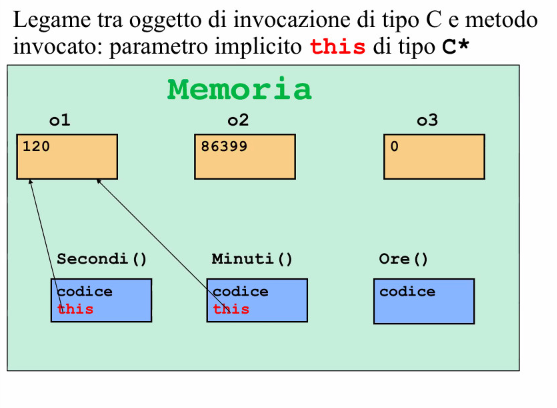 Legame tra oggetto di invocazione di tipo C e metodo
invocato: parametro implicito this di tipo C*
Memoria
o1 o2 o3
120 86399 0
Secondi() Minuti() Ore()
codice codice codice
this this